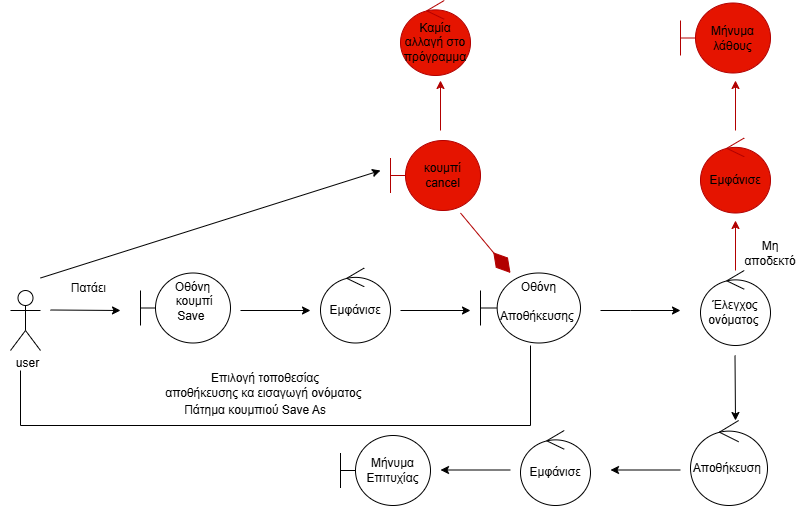 Καμία
αλλαγή στο
πρόγραμμα
Μήνυμα
λάθους
κουμπί
cancel
Εμφάνισε
Μη
αποδεκτό
Πατάει
Οθόνη
κουμπί
Save
Εμφάνισε
Οθόνη
Αποθήκευσης
Έλεγχος
ονόματος
user
Επιλογή τοποθεσίας
αποθήκευσης κα εισαγωγή ονόματος
Πάτημα κουμπιού Save As
Μήνυμα
Επιτυχίας
Εμφάνισε
Αποθήκευση